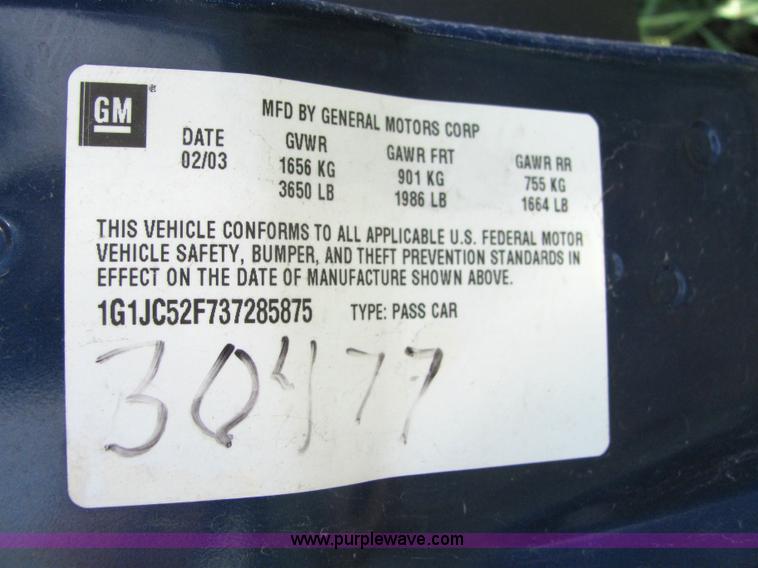 GM
MFD BY GENERAL MOTORS CORP
DATE GVWR GAWR FRT GAWR RR
02/03 1656 KG 901 KG 755 KG
3650 LB 1986 LB 1664 LB
THIS VEHICLE CONFORMS TO ALL APPLICABLE U.S. FEDERAL MOTOR
VEHICLE SAFETY, BUMPER, AND THEFT PREVENTION STANDARDS IN
EFFECT ON THE DATE OF MANUFACTURE SHOWN ABOVE.
1G1JC52F737285875 TYPE: PASS CAR
30477
www.purplewave.com